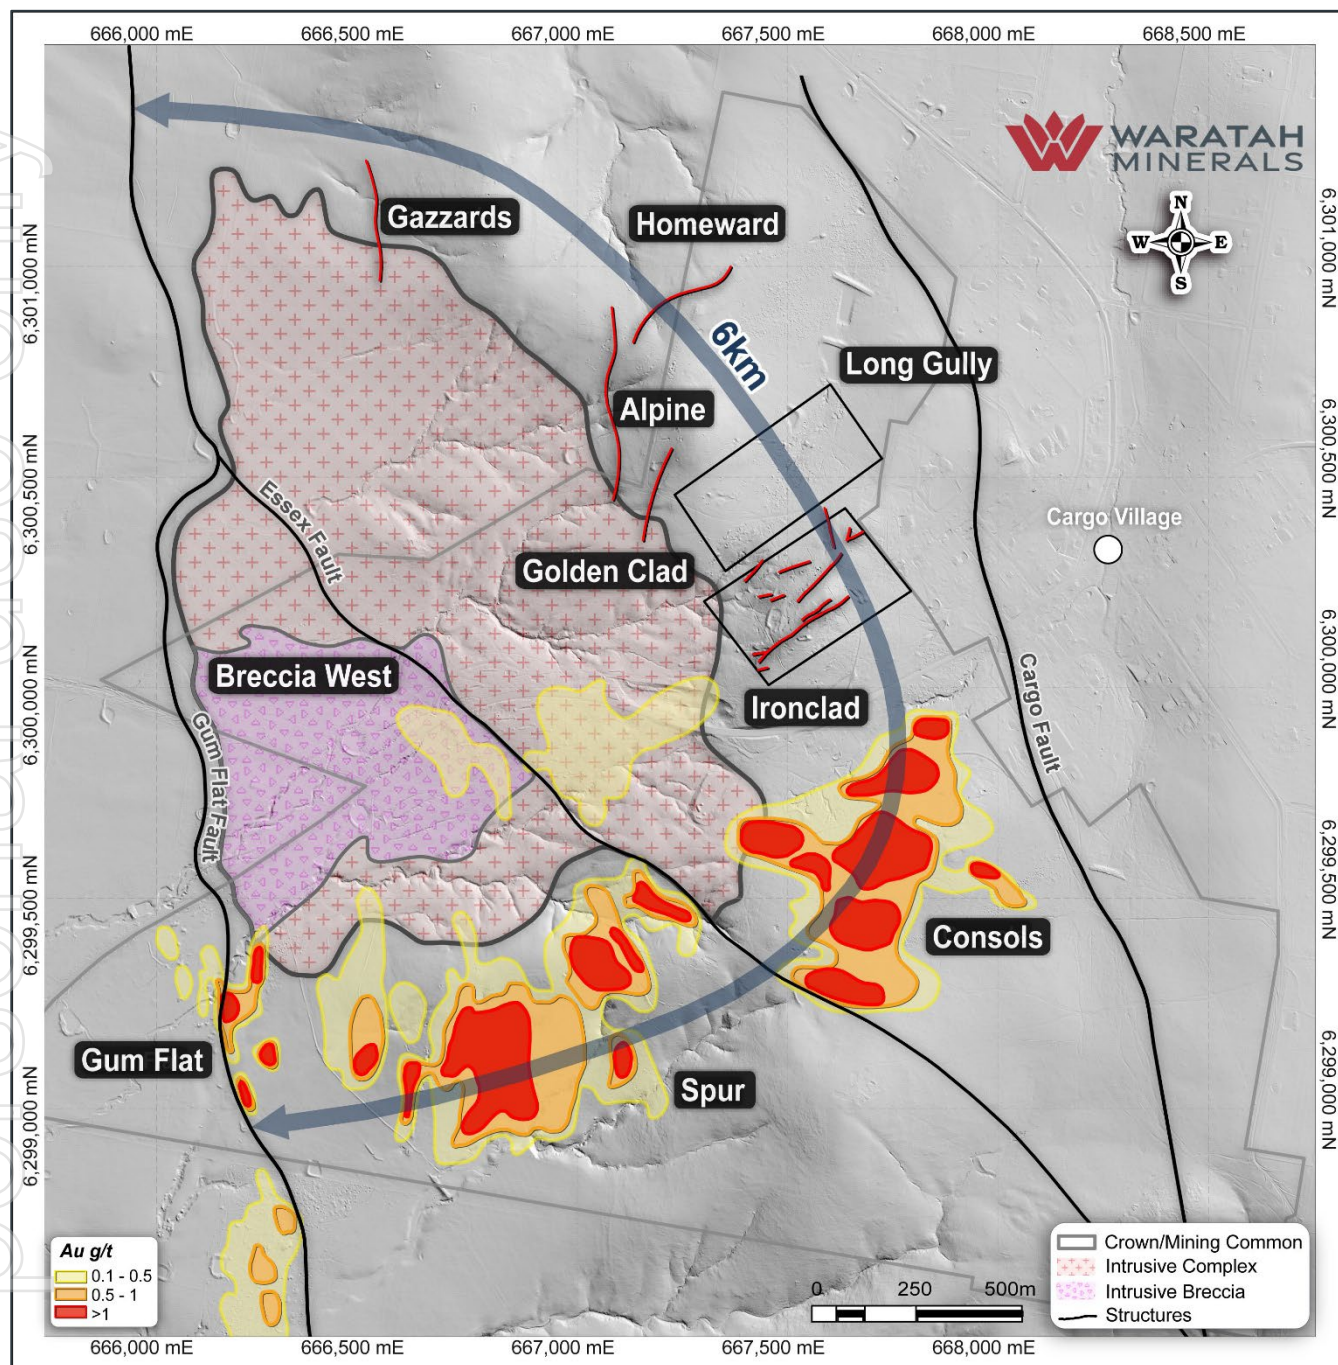 666,000 mE
666,500 mE
667,000 mE
667,500 mE
668,000 mE
668,500 mE
WARATAH
MINERALS
N
W
E
S
Gazzards
Homeward
6,301,000 mN
6,301,000 mN
6km
Long Gully
Alpine
6,300,500 mN
6,300,500 mN
Essex Fault
Cargo Village
Golden Clad
Breccia West
Ironclad
6,300,000 mN
6,300,000 mN
Cargo Fault
Gum Flat Fault
6,299,500 mN
6,299,500 mN
Consols
Gum Flat
Spur
6,299,000 mN
6,299,000 mN
Au g/t
0.1 - 0.5
0.5 - 1
>1
0
250
500m
Crown/Mining Common
Intrusive Complex
Intrusive Breccia
Structures
666,000 mE
666,500 mE
667,000 mE
667,500 mE
668,000 mE